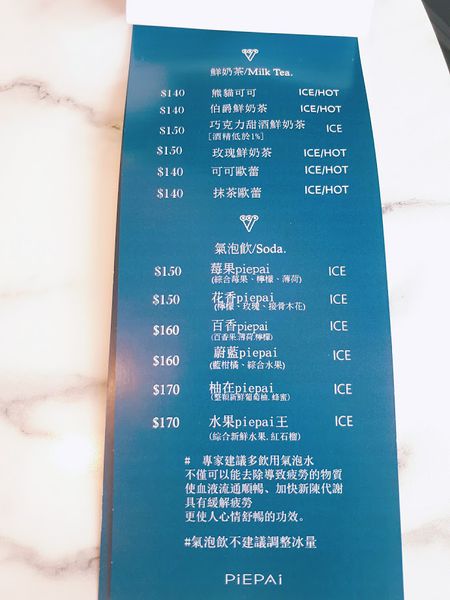 鮮奶茶/Milk Tea.
$140 熊貓可可 ICE/HOT
$140 伯爵鮮奶茶 ICE/HOT
$150 巧克力甜酒鮮奶茶 ICE
[酒精低於1%]
$150 玫瑰鮮奶茶 ICE/HOT
$140 可可歐蕾 ICE/HOT
$140 抹茶歐蕾 ICE/HOT
氣泡飲/Soda.
$150 莓果piepai ICE
(綜合莓果、檸檬、薄荷)
$150 花香piepai ICE
(檸檬、玫瑰、接骨木花)
$160 百香piepai ICE
(百香果.薄荷.檸檬)
$160 蔚藍piepai ICE
(藍柑橘、綜合水果)
$170 柚在piepai ICE
(整顆新鮮葡萄柚.蜂蜜)
$170 水果piepai王 ICE
(綜合新鮮水果.紅石榴)
# 專家建議多飲用氣泡水
不僅可以能去除導致疲勞的物質
使血液流通順暢、加快新陳代謝
具有緩解疲勞
更使人心情舒暢的功效。
#氣泡飲不建議調整冰量
PiEPAi